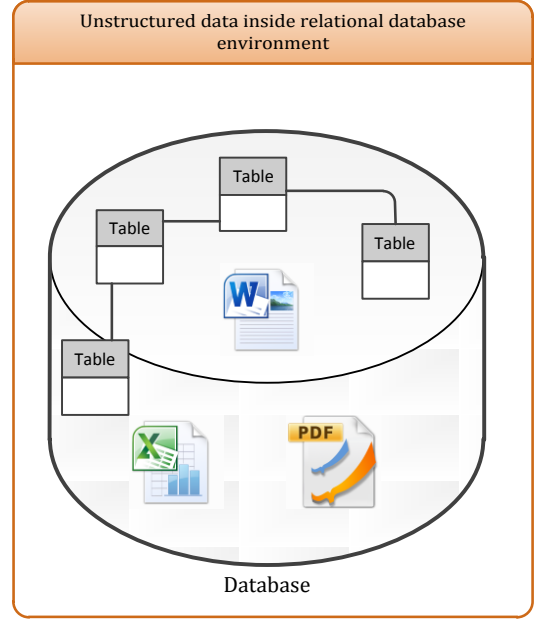 Unstructured data inside relational database
environment
Table
Table
Table
W
Table
X
PDF
Database